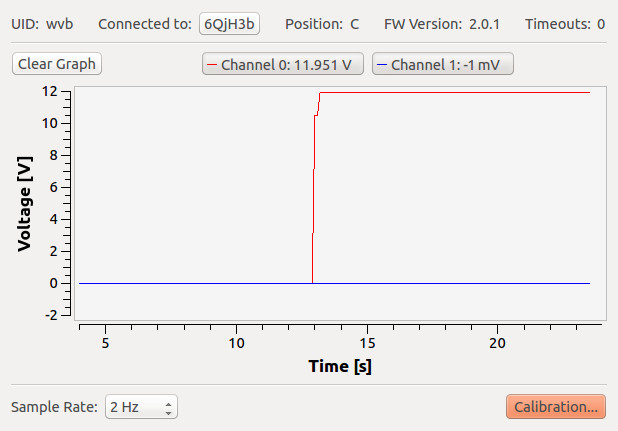 UID: wvb Connected to: 6QjH3b Position: C FW Version: 2.0.1 Timeouts: 0
Clear Graph Channel 0: 11.951 V Channel 1: -1 mV
12
10
8
6
4
2
0
-2
Voltage [V]
5 10 15 20
Time [s]
Sample Rate: 2 Hz Calibration...